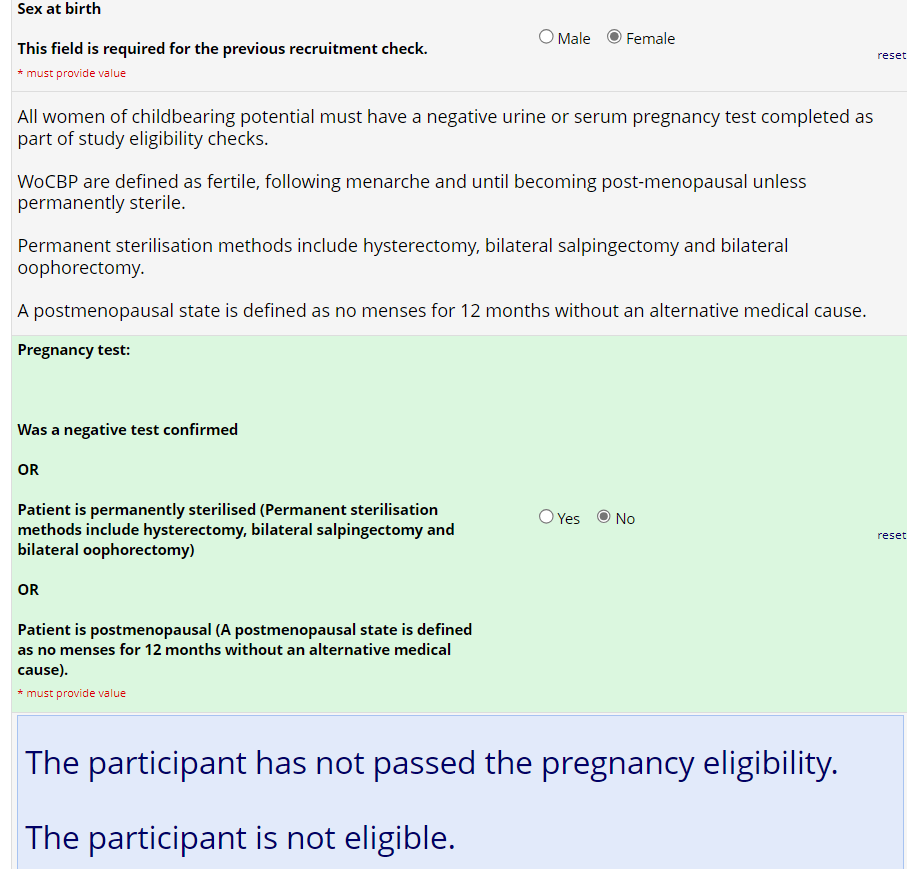 Sex at birth
Male Female
This field is required for the previous recruitment check.
reset
* must provide value
All women of childbearing potential must have a negative urine or serum pregnancy test completed as
part of study eligibility checks.
WoCBP are defined as fertile, following menarche and until becoming post-menopausal unless
permanently sterile.
Permanent sterilisation methods include hysterectomy, bilateral salpingectomy and bilateral
oophorectomy.
A postmenopausal state is defined as no menses for 12 months without an alternative medical cause.
Pregnancy test:
Was a negative test confirmed
OR
Patient is permanently sterilised (Permanent sterilisation
methods include hysterectomy, bilateral salpingectomy and
bilateral oophorectomy)
Yes No
reset
OR
Patient is postmenopausal (A postmenopausal state is defined
as no menses for 12 months without an alternative medical
cause).
* must provide value
The participant has not passed the pregnancy eligibility.
The participant is not eligible.